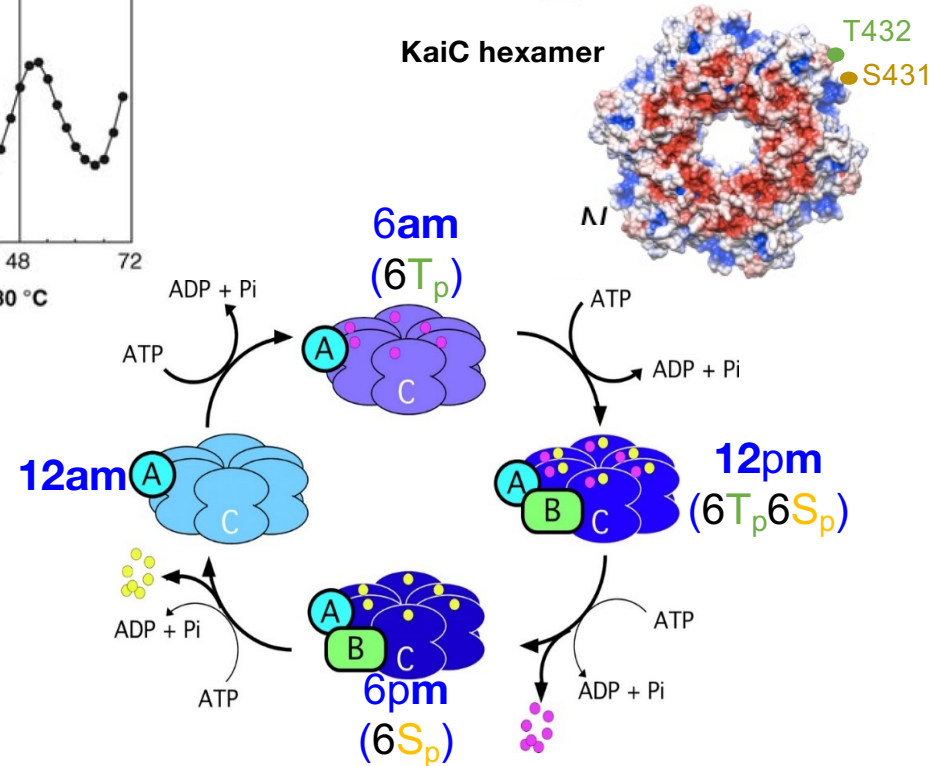 KaiC hexamer
T432
S431
48
72
30 °C
6am
(6Tp)
ADP + Pi
ATP
A
C
ATP
ADP + Pi
12am
A
C
A
B
C
12pm
(6Tp6Sp)
ADP + Pi
ATP
A
B
C
6pm
(6Sp)
ATP
ADP + Pi